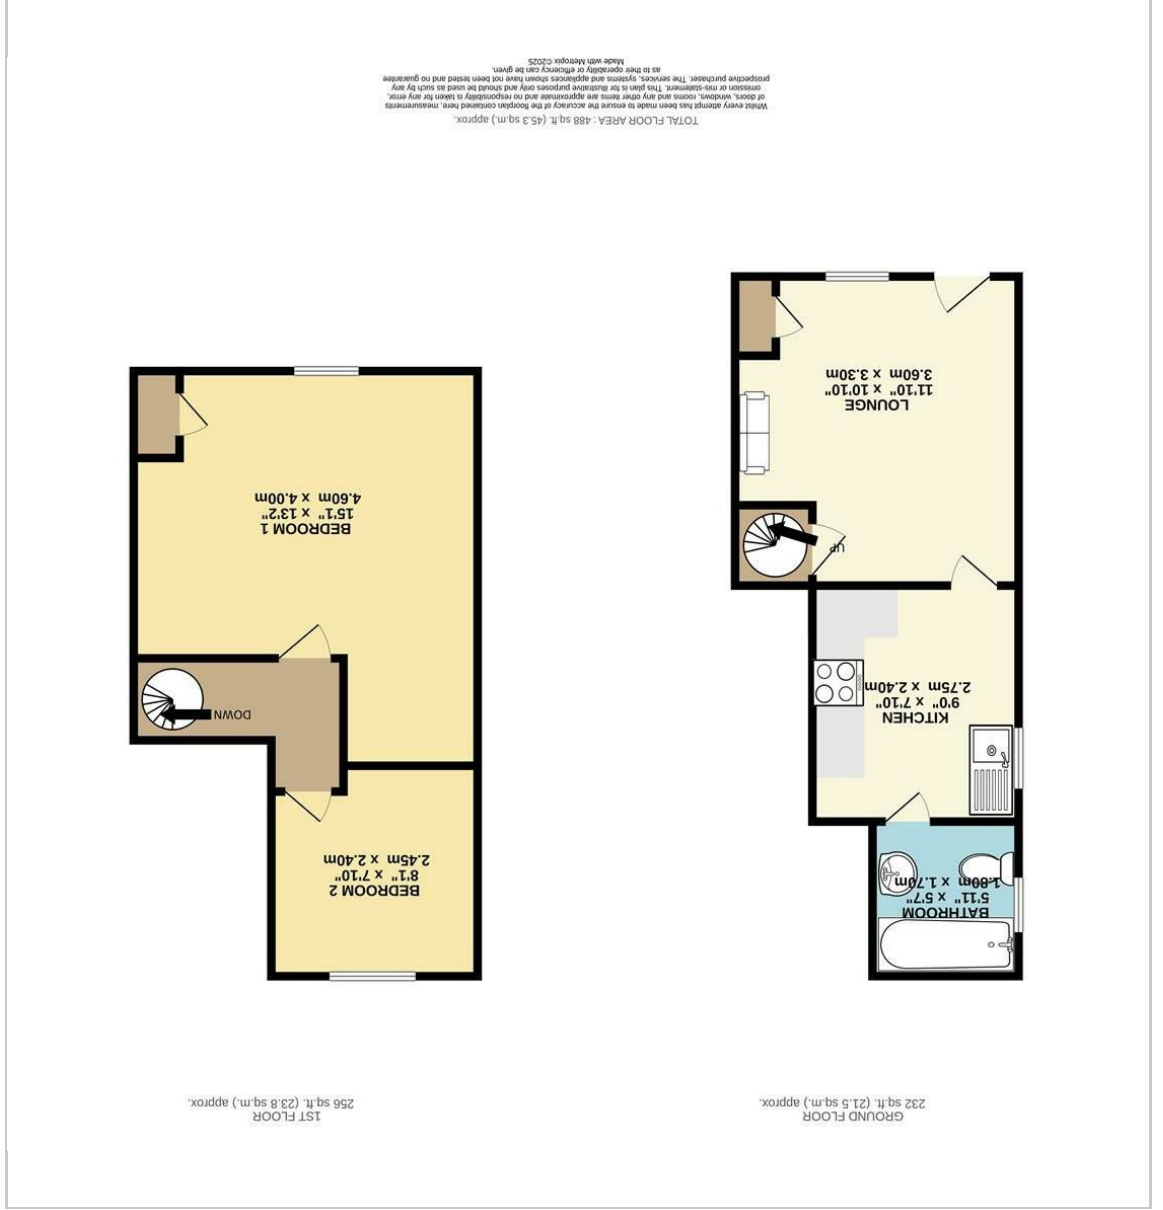 GROUND FLOOR
232 sq.ft. (21.5 sq.m.) approx.
1ST FLOOR
256 sq.ft. (23.8 sq.m.) approx.
BATHROOM
5'11" x 5'7"
1.80m x 1.70m
KITCHEN
9'0" x 7'10"
2.75m x 2.40m
UP
LOUNGE
11'10" x 10'10"
3.60m x 3.30m
BEDROOM 2
8'1" x 7'10"
2.45m x 2.40m
DOWN
BEDROOM 1
15'1" x 13'2"
4.60m x 4.00m
TOTAL FLOOR AREA : 488 sq.ft. (45.3 sq.m.) approx.
Whilst every attempt has been made to ensure the accuracy of the floorplan contained here, measurements
of doors, windows, rooms and any other items are approximate and no responsibility is taken for any error,
omission or mis-statement. This plan is for illustrative purposes only and should be used as such by any
prospective purchaser. The services, systems and appliances shown have not been tested and no guarantee
as to their operability or efficiency can be given.
Made with Metropix ©2025